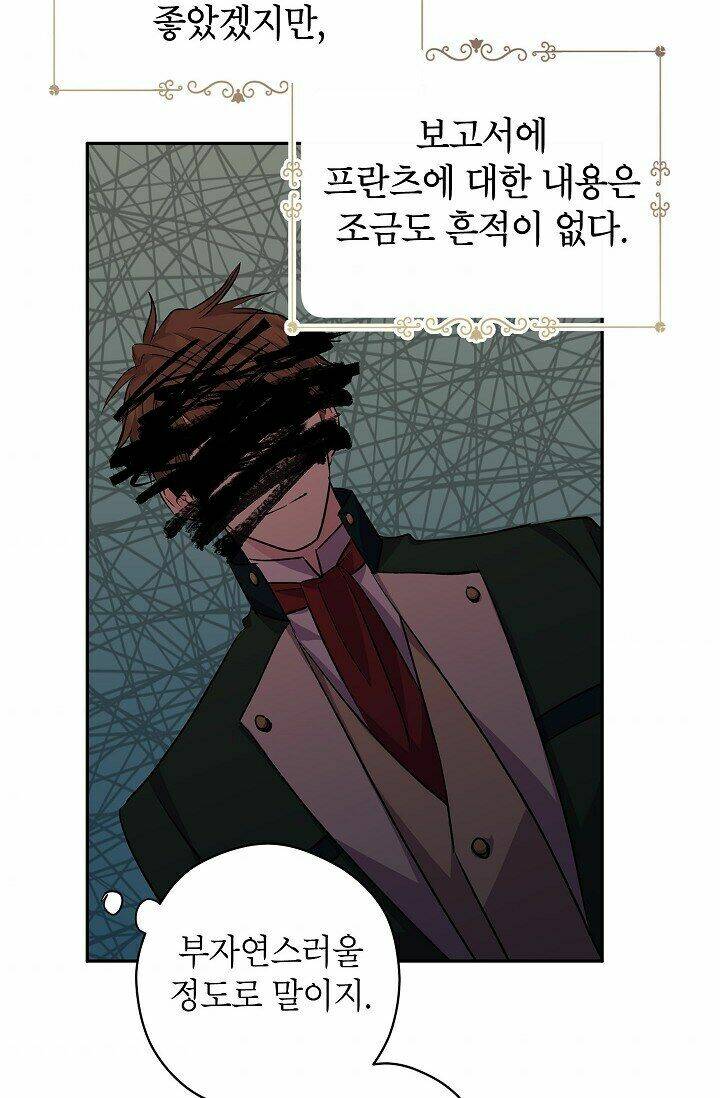 좋았겠지만,
보고서에
프란츠에 대한 내용은
조금도 흔적이 없다.
부자연스러울
정도로 말이지.